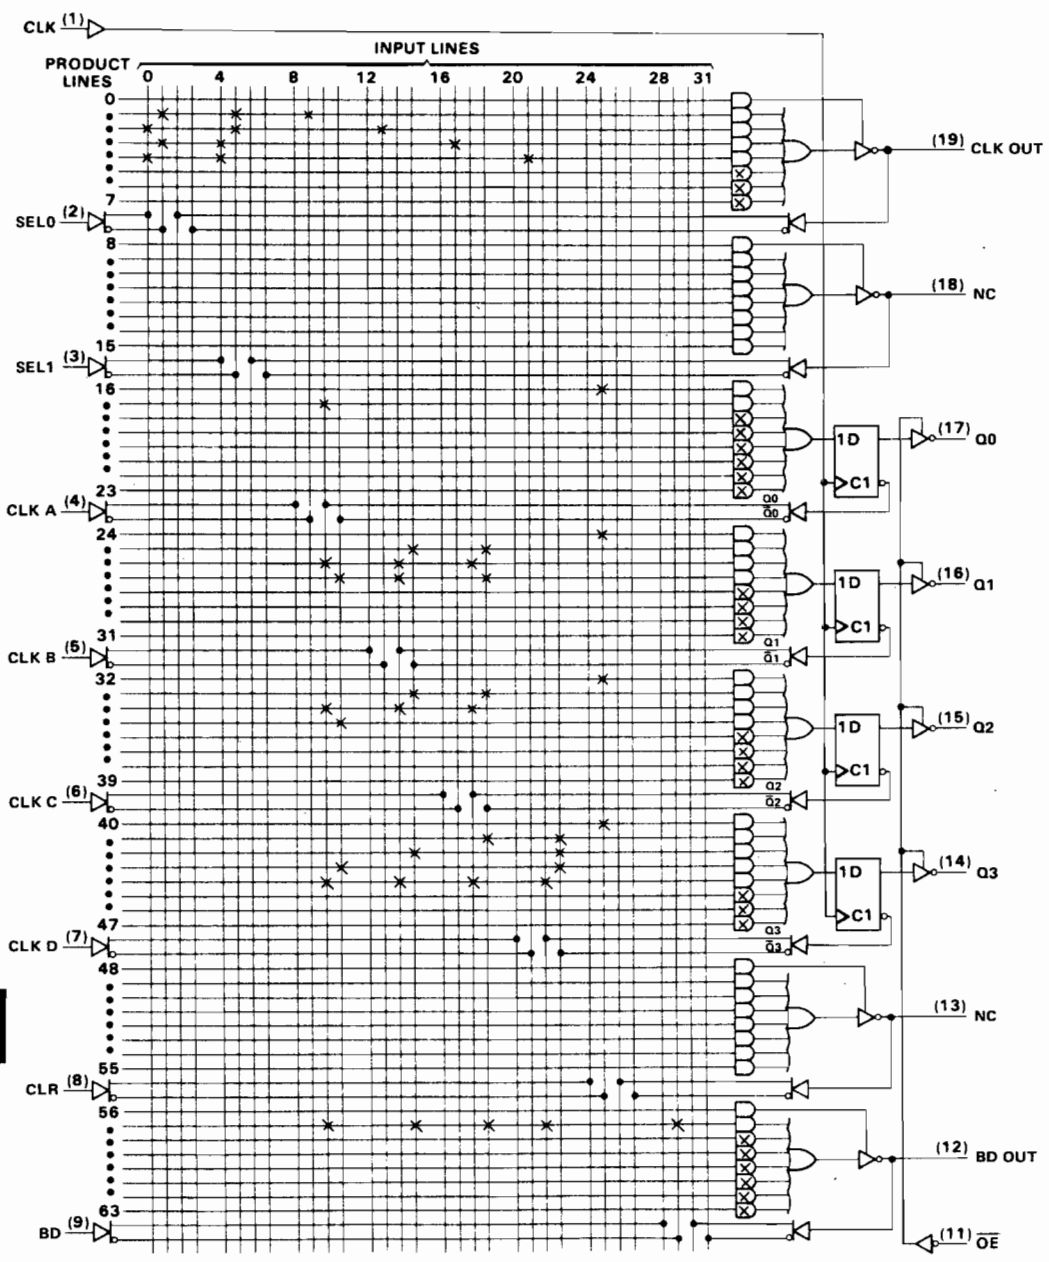 CLK (1)
INPUT LINES
PRODUCT LINES 0 4 8 12 16 20 24 28 31
0
(19) CLK OUT
7
SEL0 (2)
8
(18) NC
15
SEL1 (3)
16
(17) Q0
1D
C1
23
CLK A (4)
Q0
Q̅0
24
(16) Q1
1D
C1
31
CLK B (5)
Q1
Q̅1
32
(15) Q2
1D
C1
39
CLK C (6)
Q2
Q̅2
40
(14) Q3
1D
C1
47
CLK D (7)
Q3
Q̅3
48
(13) NC
55
CLR (8)
56
(12) BD OUT
63
BD (9)
(11) O̅E̅